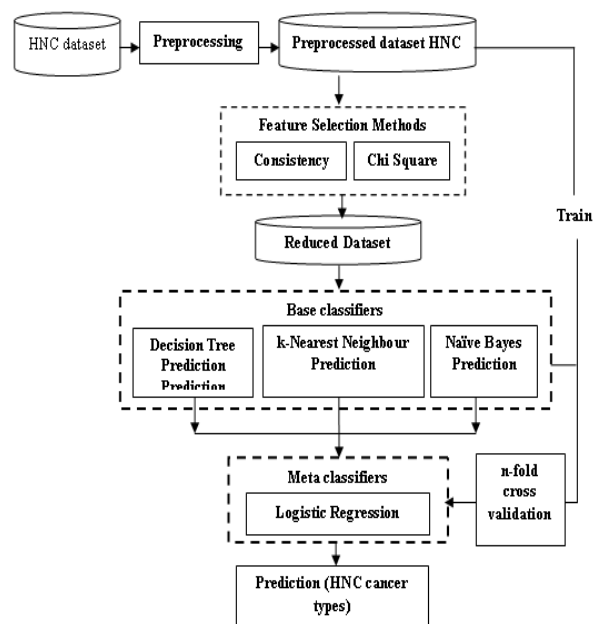 HNC dataset
Preprocessing
Preprocessed dataset HNC
Feature Selection Methods
Consistency
Chi Square
Train
Reduced Dataset
Base classifiers
Decision Tree
Prediction
Prediction
k-Nearest Neighbour
Prediction
Naïve Bayes
Prediction
Meta classifiers
Logistic Regression
n-fold
cross
validation
Prediction (HNC cancer
types)